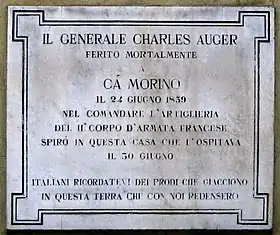 IL GENERALE CHARLES AUGER
FERITO MORTALMENTE
A
CÁ MORINO
IL 24 GIUGNO 1859
NEL COMANDARE L'ARTIGLIERIA
DEL II° CORPO D'ARMATA FRANCESE
SPIRÒ IN QUESTA CASA CHE L'OSPITAVA
IL 30 GIUGNO
ITALIANI RICORDATEVI DEI PRODI CHE GIACCIONO
IN QUESTA TERRA CHE CON NOI REDENSERO